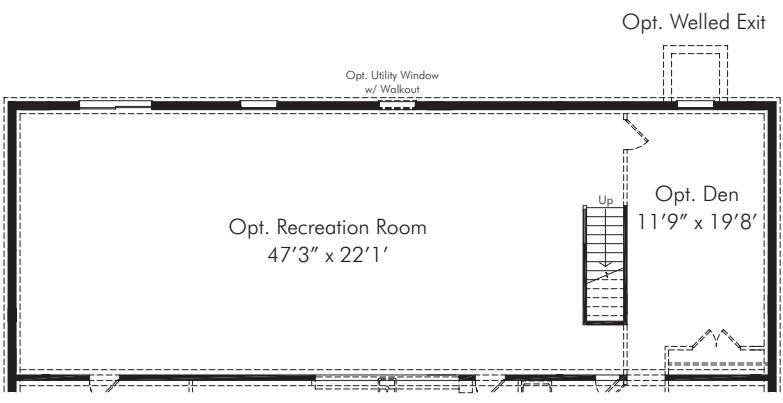 Opt. Welled Exit
Opt. Utility Window
w/ Walkout
Up
Opt. Den
11'9” x 19'8'
Opt. Recreation Room
47'3” x 22'1'